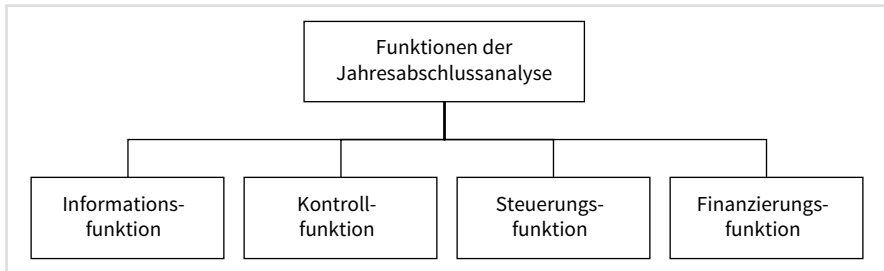 Funktionen der
Jahresabschlussanalyse
Informations-
funktion
Kontroll-
funktion
Steuerungs-
funktion
Finanzierungs-
funktion